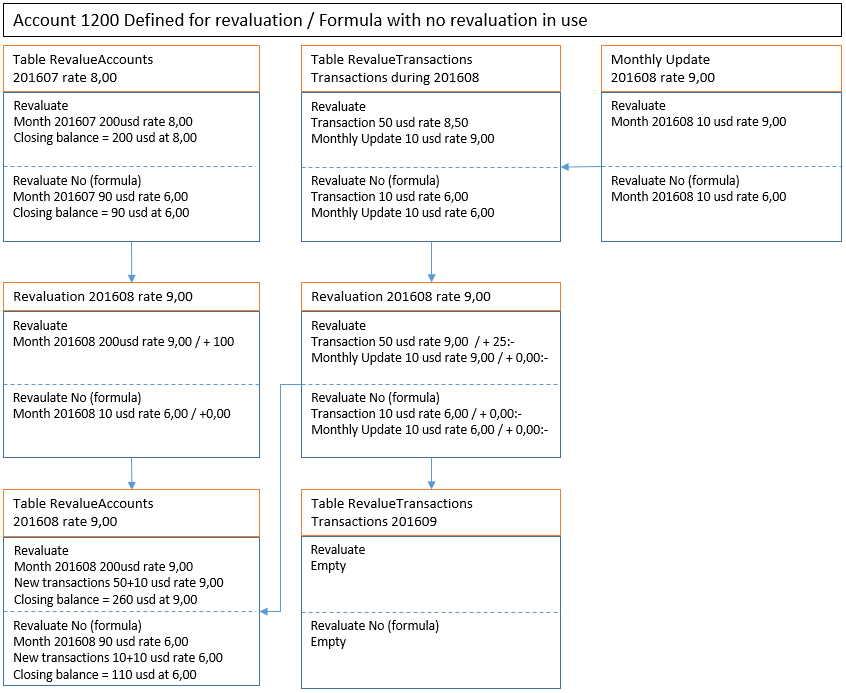 Account 1200 Defined for revaluation / Formula with no revaluation in use
Table RevalueAccounts
201607 rate 8,00
Revaluate
Month 201607 200usd rate 8,00
Closing balance = 200 usd at 8,00
Revaluate No (formula)
Month 201607 90 usd rate 6,00
Closing balance = 90 usd at 6,00
Table RevalueTransactions
Transactions during 201608
Revaluate
Transaction 50 usd rate 8,50
Monthly Update 10 usd rate 9,00
Revaluate No (formula)
Transaction 10 usd rate 6,00
Monthly Update 10 usd rate 6,00
Monthly Update
201608 rate 9,00
Revaluate
Month 201608 10 usd rate 9,00
Revaluate No (formula)
Month 201608 10 usd rate 6,00
Revaluation 201608 rate 9,00
Revaluate
Month 201608 200usd rate 9,00 / + 100
Revaulate No (formula)
Month 201608 10 usd rate 6,00 / +0,00
Revaluation 201608 rate 9,00
Revaluate
Transaction 50 usd rate 9,00 / + 25:-
Monthly Update 10 usd rate 9,00 / + 0,00:-
Revaluate No (formula)
Transaction 10 usd rate 6,00 / + 0,00:-
Monthly Update 10 usd rate 6,00 / + 0,00:-
Table RevalueAccounts
201608 rate 9,00
Revaluate
Month 201608 200usd rate 9,00
New transactions 50+10 usd rate 9,00
Closing balance = 260 usd at 9,00
Revaluate No (formula)
Month 201608 90 usd rate 6,00
New transactions 10+10 usd rate 6,00
Closing balance = 110 usd at 6,00
Table RevalueTransactions
Transactions 201609
Revaluate
Empty
Revaluate No (formula)
Empty